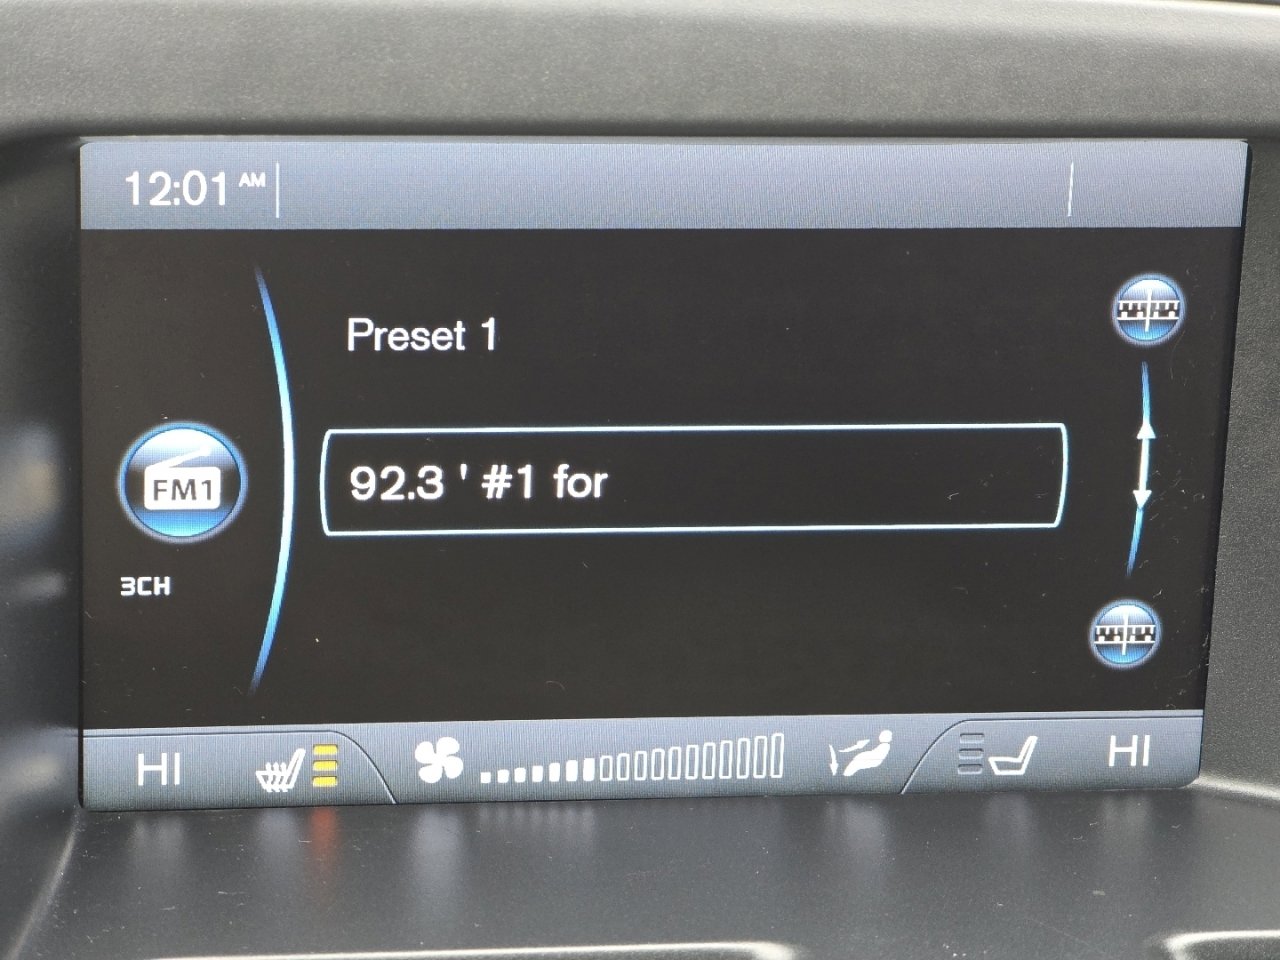 12:01 AM
Preset 1
92.3 ' #1 for
FM1
3CH
HI
HI